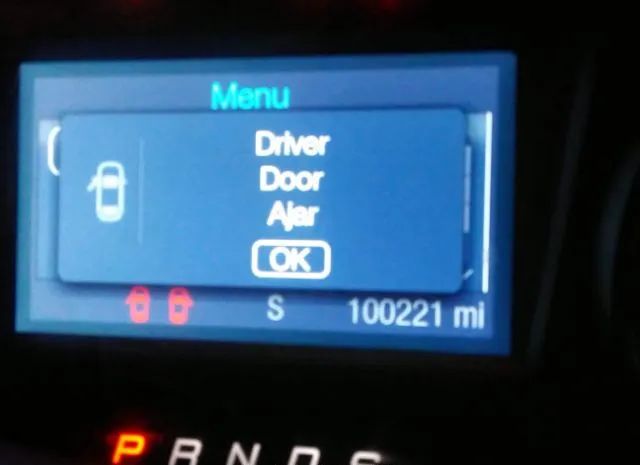 Menu
Driver
Door
Ajar
OK
S 100221 mi
P R N D S